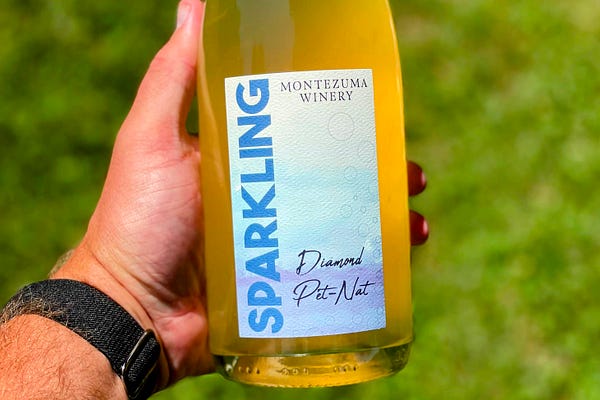 SPARKLING
MONTEZUMA
WINERY
Diamond
Pét-Nat